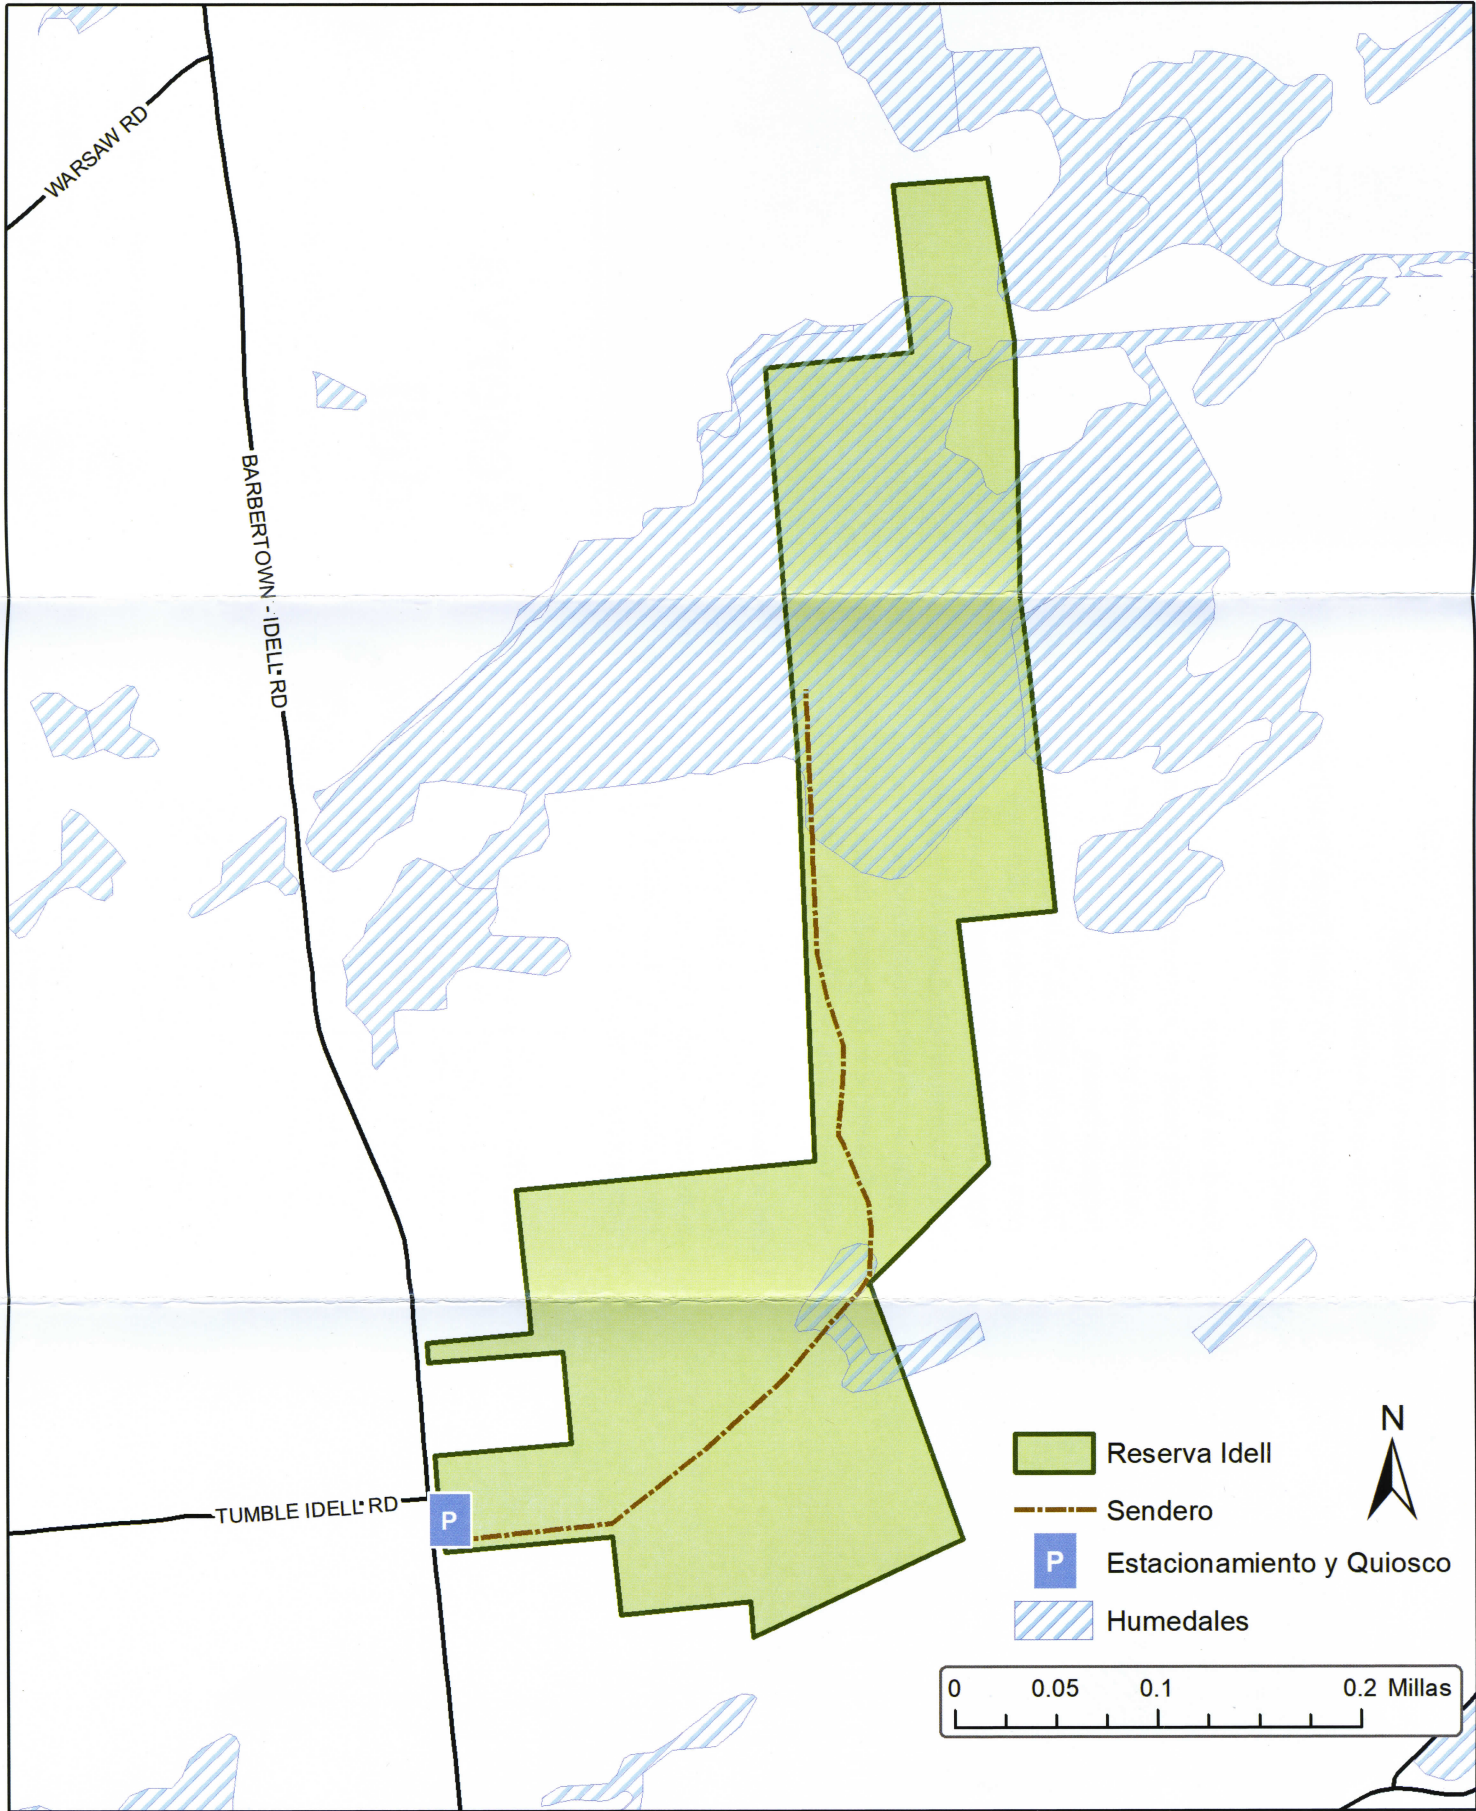 WARSAW RD
BARBERTOWN - IDELL RD
TUMBLE IDELL RD
P
N
Reserva Idell
Sendero
P
Estacionamiento y Quiosco
Humedales
0 0.05 0.1 0.2 Millas